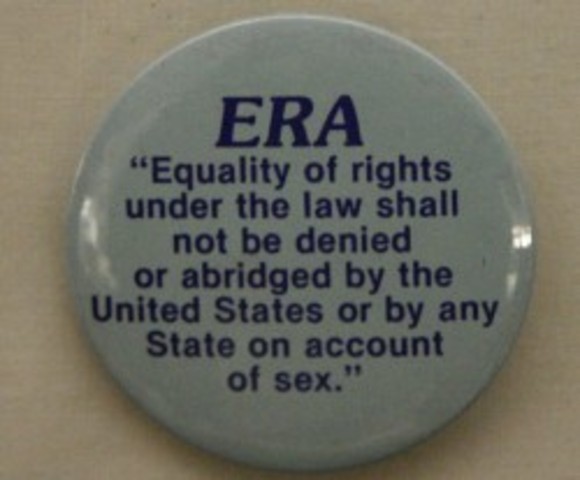 ERA
“Equality of rights
under the law shall
not be denied
or abridged by the
United States or by any
State on account
of sex.”